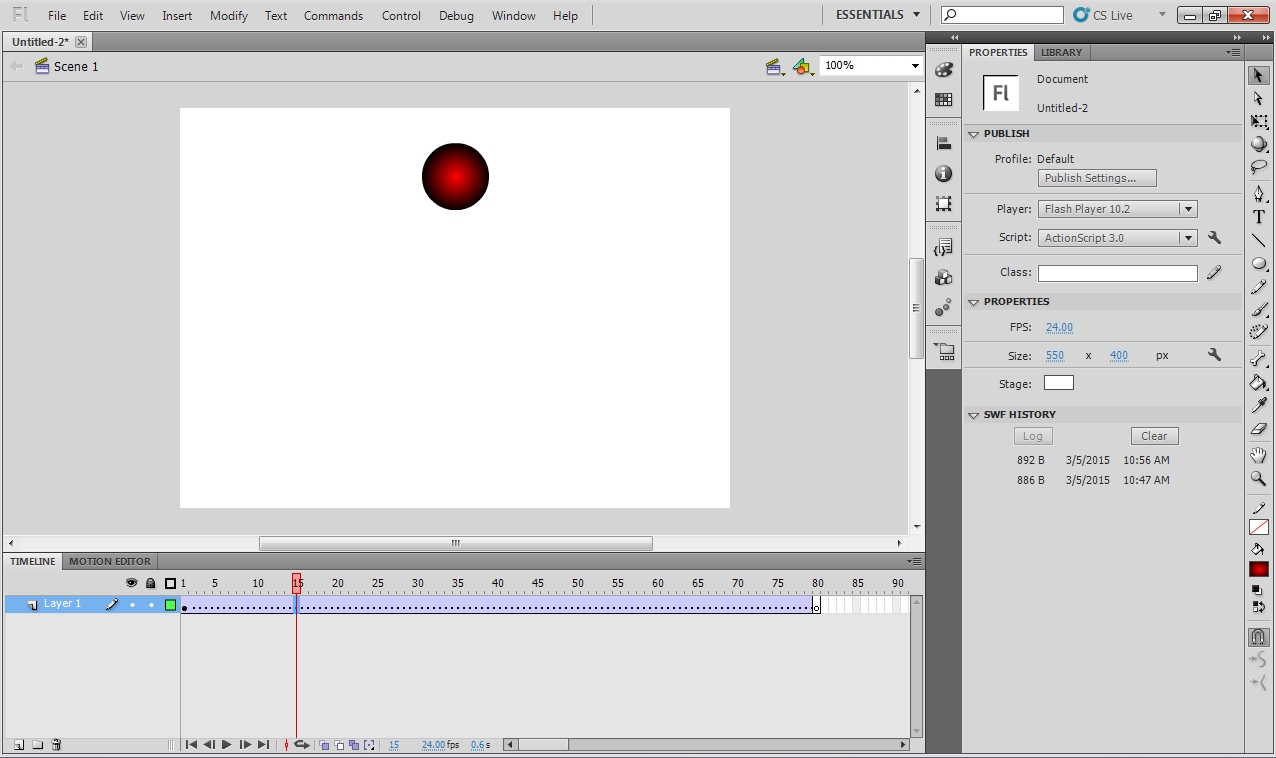 Fl File Edit View Insert Modify Text Commands Control Debug Window Help ESSENTIALS CS Live
Untitled-2*
Scene 1 100%
PROPERTIES LIBRARY
Fl
Document
Untitled-2
PUBLISH
Profile: Default
Publish Settings...
Player: Flash Player 10.2
Script: ActionScript 3.0
Class:
PROPERTIES
FPS: 24.00
Size: 550 x 400 px
Stage:
SWF HISTORY
Log Clear
892 B 3/5/2015 10:56 AM
886 B 3/5/2015 10:47 AM
TIMELINE MOTION EDITOR
1 5 10 15 20 25 30 35 40 45 50 55 60 65 70 75 80 85 90
Layer 1
15 24.00 fps 0.6 s